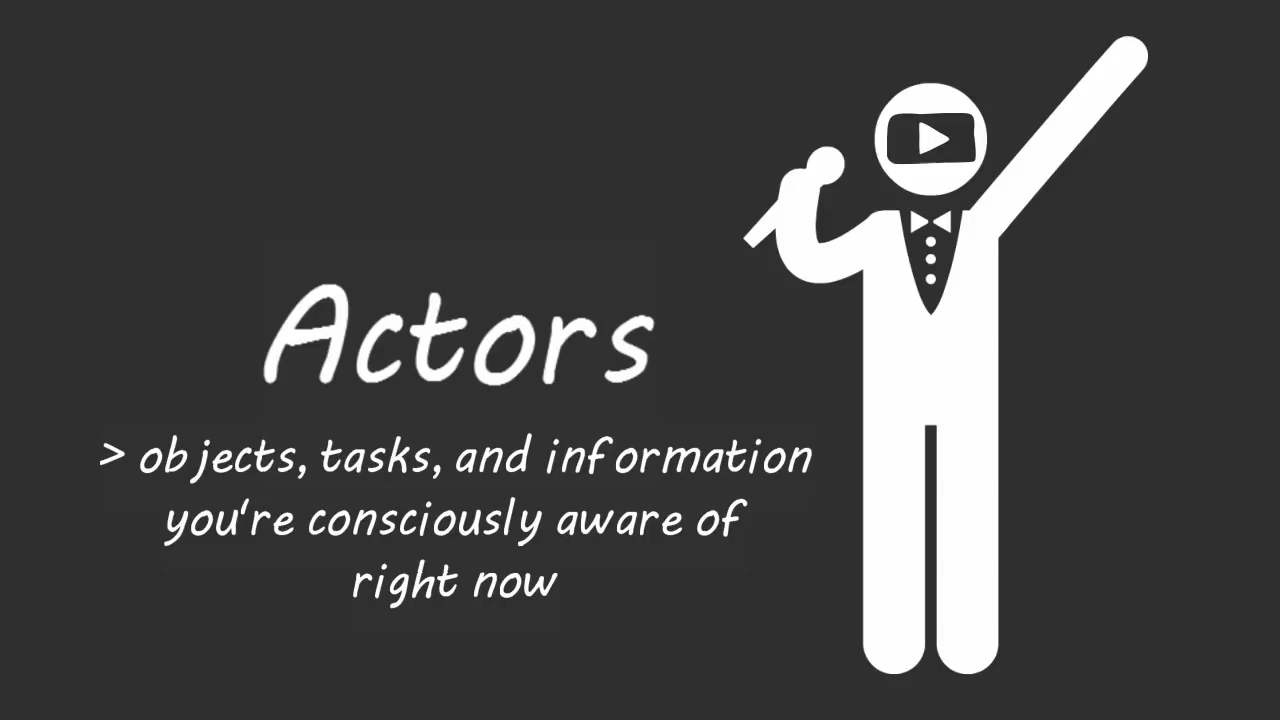 Actors
> objects, tasks, and information
you're consciously aware of
right now